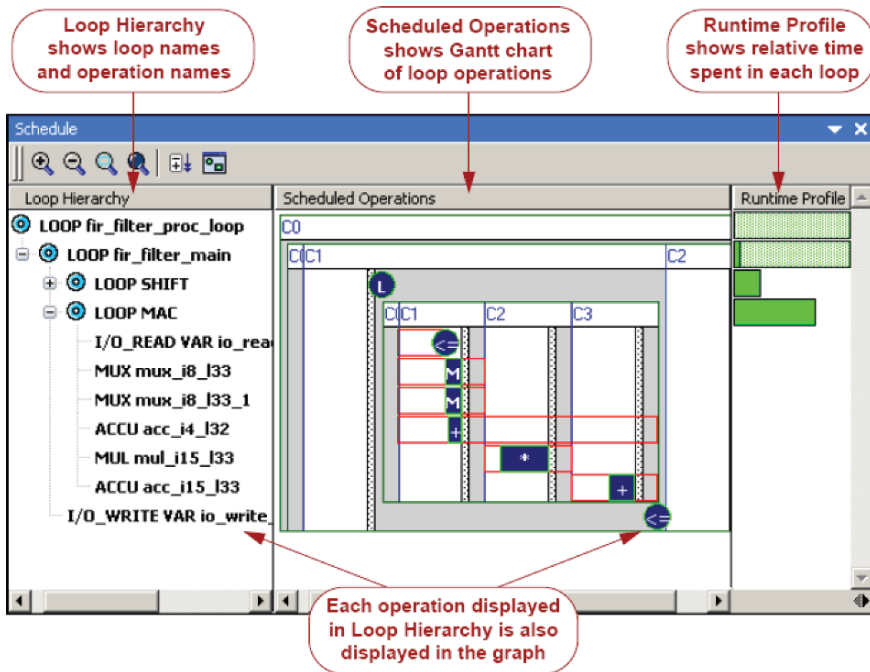 Loop Hierarchy
shows loop names
and operation names
Scheduled Operations
shows Gantt chart
of loop operations
Runtime Profile
shows relative time
spent in each loop
Schedule
Loop Hierarchy
Scheduled Operations
Runtime Profile
LOOP fir_filter_proc_loop
C0
LOOP fir_filter_main
C1
C2
LOOP SHIFT
L
LOOP MAC
C1
C2
C3
I/O_READ VAR io_rea
<=
MUX mux_i8_l33
M
MUX mux_i8_l33_1
M
ACCU acc_i4_l32
+
MUL mul_i15_l33
*
ACCU acc_i15_l33
+
I/O_WRITE VAR io_write_
<=
Each operation displayed
in Loop Hierarchy is also
displayed in the graph